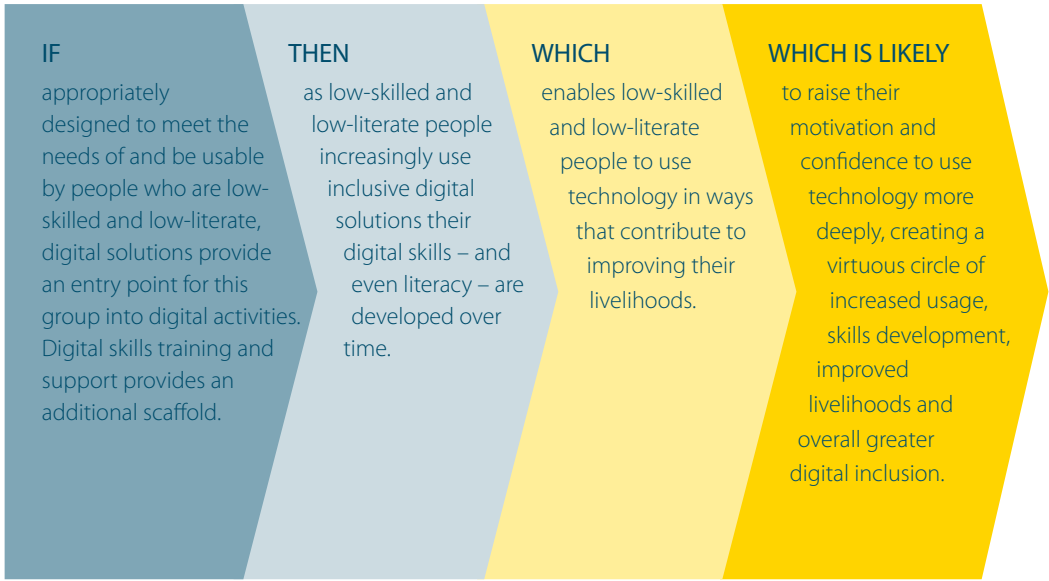 IF
appropriately
designed to meet the
needs of and be usable
by people who are low-
skilled and low-literate,
digital solutions provide
an entry point for this
group into digital activities.
Digital skills training and
support provides an
additional scaffold.
THEN
as low-skilled and
low-literate people
increasingly use
inclusive digital
solutions their
digital skills – and
even literacy – are
developed over
time.
WHICH
enables low-skilled
and low-literate
people to use
technology in ways
that contribute to
improving their
livelihoods.
WHICH IS LIKELY
to raise their
motivation and
confidence to use
technology more
deeply, creating a
virtuous circle of
increased usage,
skills development,
improved
livelihoods and
overall greater
digital inclusion.